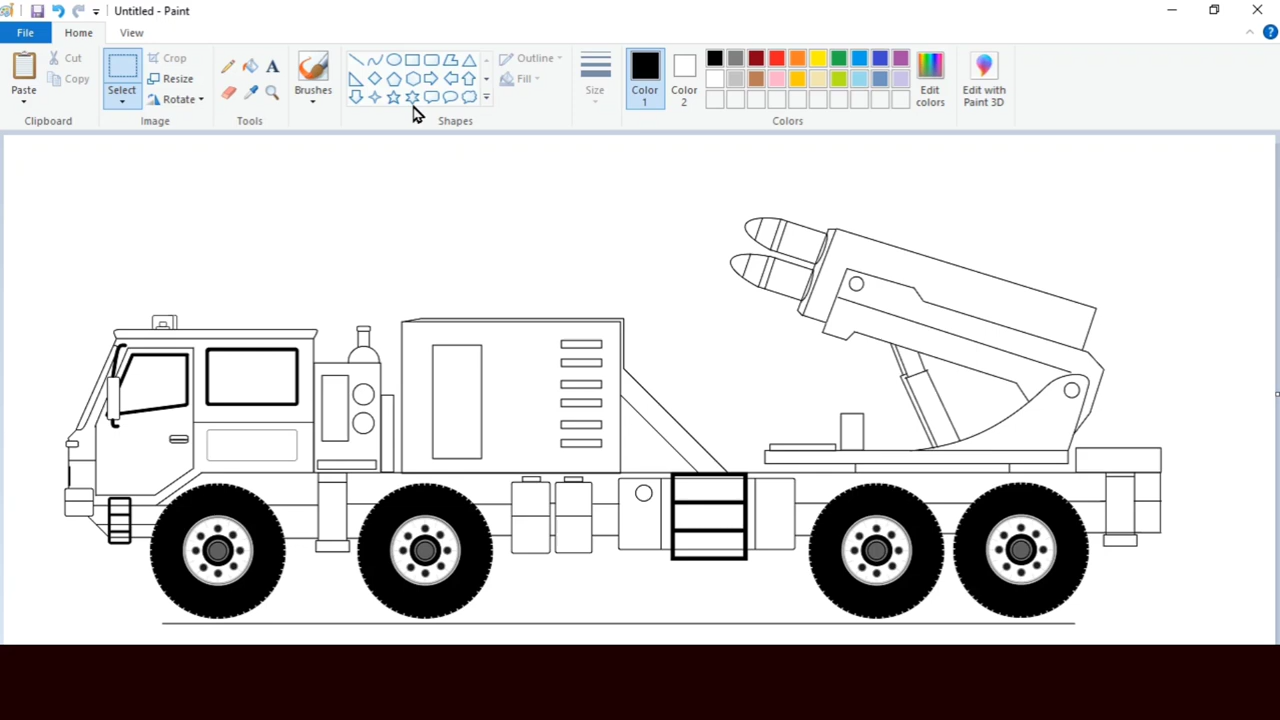 Untitled - Paint
File
Home
View
Paste
Cut
Copy
Clipboard
Select
Crop
Resize
Rotate
Image
A
Tools
Brushes
Shapes
Outline
Fill
Size
Color
1
Color
2
Colors
Edit
colors
Edit with
Paint 3D